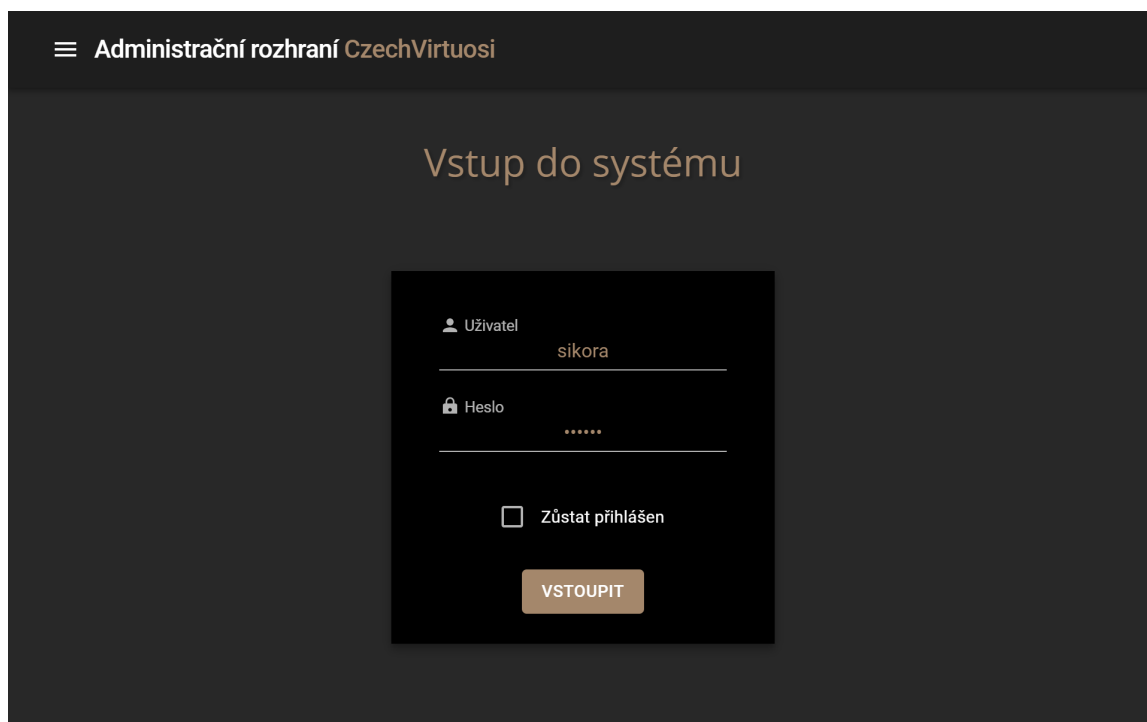 Administrační rozhraní CzechVirtuosi
Vstup do systému
Uživatel
sikora
Heslo
••••••
Zůstat přihlášen
VSTOUPIT